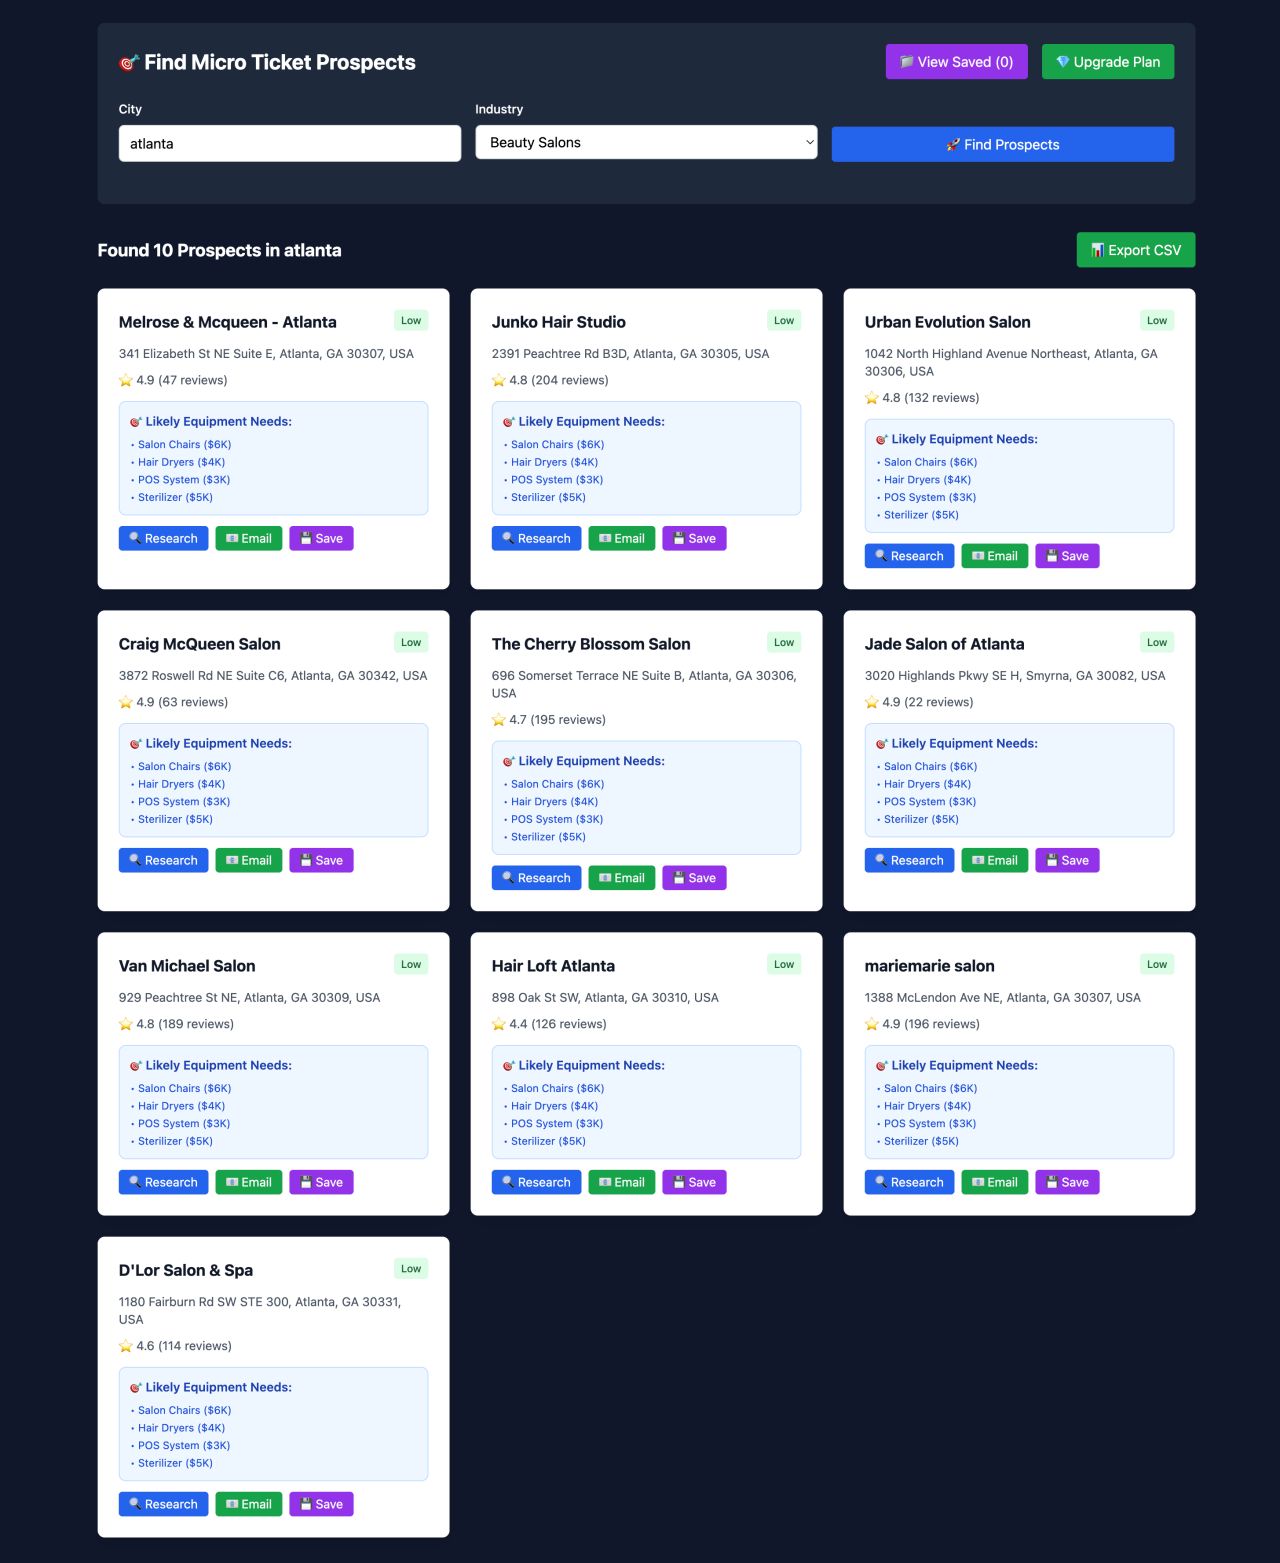 🎯 Find Micro Ticket Prospects
📁 View Saved (0)
💎 Upgrade Plan
City
Industry
atlanta
Beauty Salons
🚀 Find Prospects
Found 10 Prospects in atlanta
📊 Export CSV
Melrose & Mcqueen - Atlanta
Low
341 Elizabeth St NE Suite E, Atlanta, GA 30307, USA
⭐ 4.9 (47 reviews)
🎯 Likely Equipment Needs:
• Salon Chairs ($6K)
• Hair Dryers ($4K)
• POS System ($3K)
• Sterilizer ($5K)
🔍 Research
📧 Email
💾 Save
Junko Hair Studio
Low
2391 Peachtree Rd B3D, Atlanta, GA 30305, USA
⭐ 4.8 (204 reviews)
🎯 Likely Equipment Needs:
• Salon Chairs ($6K)
• Hair Dryers ($4K)
• POS System ($3K)
• Sterilizer ($5K)
🔍 Research
📧 Email
💾 Save
Urban Evolution Salon
Low
1042 North Highland Avenue Northeast, Atlanta, GA
30306, USA
⭐ 4.8 (132 reviews)
🎯 Likely Equipment Needs:
• Salon Chairs ($6K)
• Hair Dryers ($4K)
• POS System ($3K)
• Sterilizer ($5K)
🔍 Research
📧 Email
💾 Save
Craig McQueen Salon
Low
3872 Roswell Rd NE Suite C6, Atlanta, GA 30342, USA
⭐ 4.9 (63 reviews)
🎯 Likely Equipment Needs:
• Salon Chairs ($6K)
• Hair Dryers ($4K)
• POS System ($3K)
• Sterilizer ($5K)
🔍 Research
📧 Email
💾 Save
The Cherry Blossom Salon
Low
696 Somerset Terrace NE Suite B, Atlanta, GA 30306,
USA
⭐ 4.7 (195 reviews)
🎯 Likely Equipment Needs:
• Salon Chairs ($6K)
• Hair Dryers ($4K)
• POS System ($3K)
• Sterilizer ($5K)
🔍 Research
📧 Email
💾 Save
Jade Salon of Atlanta
Low
3020 Highlands Pkwy SE H, Smyrna, GA 30082, USA
⭐ 4.9 (22 reviews)
🎯 Likely Equipment Needs:
• Salon Chairs ($6K)
• Hair Dryers ($4K)
• POS System ($3K)
• Sterilizer ($5K)
🔍 Research
📧 Email
💾 Save
Van Michael Salon
Low
929 Peachtree St NE, Atlanta, GA 30309, USA
⭐ 4.8 (189 reviews)
🎯 Likely Equipment Needs:
• Salon Chairs ($6K)
• Hair Dryers ($4K)
• POS System ($3K)
• Sterilizer ($5K)
🔍 Research
📧 Email
💾 Save
Hair Loft Atlanta
Low
898 Oak St SW, Atlanta, GA 30310, USA
⭐ 4.4 (126 reviews)
🎯 Likely Equipment Needs:
• Salon Chairs ($6K)
• Hair Dryers ($4K)
• POS System ($3K)
• Sterilizer ($5K)
🔍 Research
📧 Email
💾 Save
mariemarie salon
Low
1388 McLendon Ave NE, Atlanta, GA 30307, USA
⭐ 4.9 (196 reviews)
🎯 Likely Equipment Needs:
• Salon Chairs ($6K)
• Hair Dryers ($4K)
• POS System ($3K)
• Sterilizer ($5K)
🔍 Research
📧 Email
💾 Save
D'Lor Salon & Spa
Low
1180 Fairburn Rd SW STE 300, Atlanta, GA 30331,
USA
⭐ 4.6 (114 reviews)
🎯 Likely Equipment Needs:
• Salon Chairs ($6K)
• Hair Dryers ($4K)
• POS System ($3K)
• Sterilizer ($5K)
🔍 Research
📧 Email
💾 Save